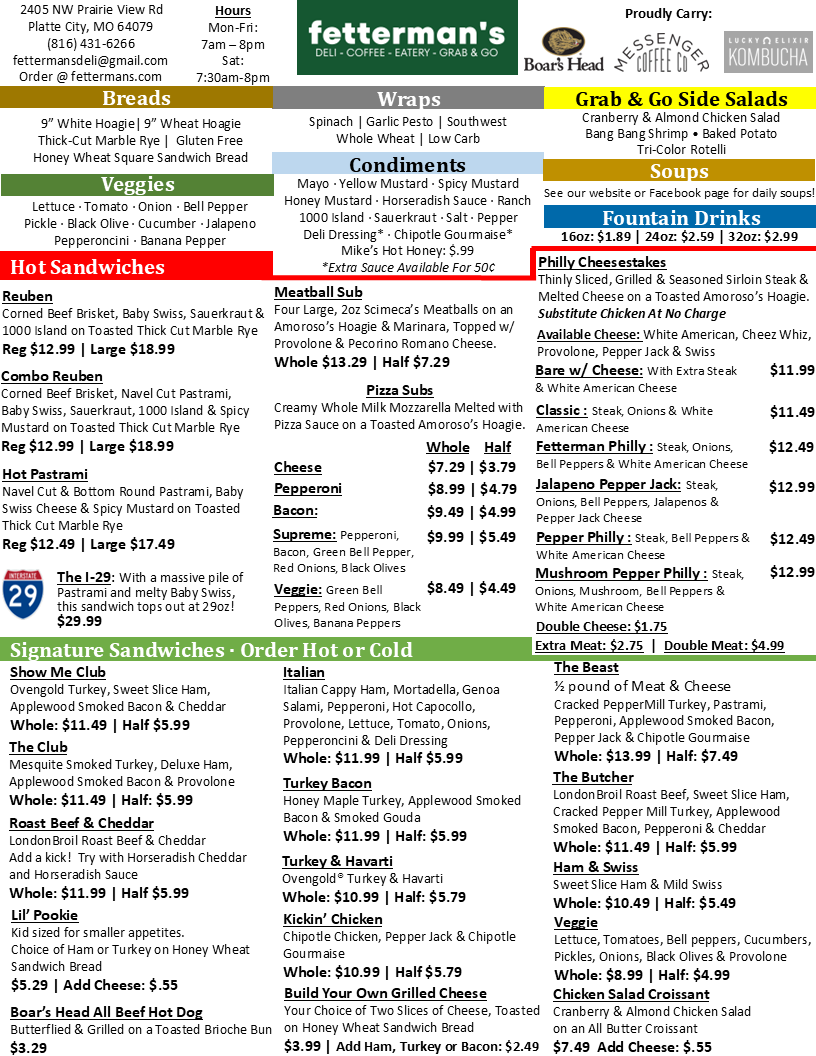 2405 NW Prairie View Rd
Platte City, MO 64079
(816) 431-6266
fettermansdeli@gmail.com
Order @ fettermans.com
Hours
Mon-Fri:
7am – 8pm
Sat:
7:30am-8pm
fetterman's
DELI - COFFEE - EATERY - GRAB & GO
Proudly Carry:
Boar's Head
MESSENGER
COFFEE CO
LUCKY ELIXIR
KOMBUCHA
Breads
9” White Hoagie| 9” Wheat Hoagie
Thick-Cut Marble Rye | Gluten Free
Honey Wheat Square Sandwich Bread
Veggies
Lettuce · Tomato · Onion · Bell Pepper
Pickle · Black Olive · Cucumber · Jalapeno
Pepperoncini · Banana Pepper
Wraps
Spinach | Garlic Pesto | Southwest
Whole Wheat | Low Carb
Condiments
Mayo · Yellow Mustard · Spicy Mustard
Honey Mustard · Horseradish Sauce · Ranch
1000 Island · Sauerkraut · Salt · Pepper
Deli Dressing* · Chipotle Gourmaise*
Mike’s Hot Honey: $.99
*Extra Sauce Available For 50¢
Grab & Go Side Salads
Cranberry & Almond Chicken Salad
Bang Bang Shrimp • Baked Potato
Tri-Color Rotelli
Soups
See our website or Facebook page for daily soups!
Fountain Drinks
16oz: $1.89 | 24oz: $2.59 | 32oz: $2.99
Hot Sandwiches
Reuben
Corned Beef Brisket, Baby Swiss, Sauerkraut &
1000 Island on Toasted Thick Cut Marble Rye
Reg $12.99 | Large $18.99
Combo Reuben
Corned Beef Brisket, Navel Cut Pastrami,
Baby Swiss, Sauerkraut, 1000 Island & Spicy
Mustard on Toasted Thick Cut Marble Rye
Reg $12.99 | Large $18.99
Hot Pastrami
Navel Cut & Bottom Round Pastrami, Baby
Swiss Cheese & Spicy Mustard on Toasted
Thick Cut Marble Rye
Reg $12.49 | Large $17.49
INTERSTATE
29
The I-29: With a massive pile of
Pastrami and melty Baby Swiss,
this sandwich tops out at 29oz!
$29.99
Meatball Sub
Four Large, 2oz Scimeca’s Meatballs on an
Amoroso’s Hoagie & Marinara, Topped w/
Provolone & Pecorino Romano Cheese.
Whole $13.29 | Half $7.29
Pizza Subs
Creamy Whole Milk Mozzarella Melted with
Pizza Sauce on a Toasted Amoroso’s Hoagie.
Whole Half
Cheese $7.29 | $3.79
Pepperoni $8.99 | $4.79
Bacon: $9.49 | $4.99
Supreme: Pepperoni, $9.99 | $5.49
Bacon, Green Bell Pepper,
Red Onions, Black Olives
Veggie: Green Bell $8.49 | $4.49
Peppers, Red Onions, Black
Olives, Banana Peppers
Philly Cheesestakes
Thinly Sliced, Grilled & Seasoned Sirloin Steak &
Melted Cheese on a Toasted Amoroso’s Hoagie.
Substitute Chicken At No Charge
Available Cheese: White American, Cheez Whiz,
Provolone, Pepper Jack & Swiss
Bare w/ Cheese: With Extra Steak $11.99
& White American Cheese
Classic : Steak, Onions & White $11.49
American Cheese
Fetterman Philly : Steak, Onions, $12.49
Bell Peppers & White American Cheese
Jalapeno Pepper Jack: Steak, $12.99
Onions, Bell Peppers, Jalapenos &
Pepper Jack Cheese
Pepper Philly : Steak, Bell Peppers & $12.49
White American Cheese
Mushroom Pepper Philly : Steak, $12.99
Onions, Mushroom, Bell Peppers &
White American Cheese
Double Cheese: $1.75
Extra Meat: $2.75 | Double Meat: $4.99
Signature Sandwiches · Order Hot or Cold
Show Me Club
Ovengold Turkey, Sweet Slice Ham,
Applewood Smoked Bacon & Cheddar
Whole: $11.49 | Half $5.99
The Club
Mesquite Smoked Turkey, Deluxe Ham,
Applewood Smoked Bacon & Provolone
Whole: $11.49 | Half: $5.99
Roast Beef & Cheddar
LondonBroil Roast Beef & Cheddar
Add a kick! Try with Horseradish Cheddar
and Horseradish Sauce
Whole: $11.99 | Half $5.99
Lil’ Pookie
Kid sized for smaller appetites.
Choice of Ham or Turkey on Honey Wheat
Sandwich Bread
$5.29 | Add Cheese: $.55
Boar’s Head All Beef Hot Dog
Butterflied & Grilled on a Toasted Brioche Bun
$3.29
Italian
Italian Cappy Ham, Mortadella, Genoa
Salami, Pepperoni, Hot Capocollo,
Provolone, Lettuce, Tomato, Onions,
Pepperoncini & Deli Dressing
Whole: $11.99 | Half $5.99
Turkey Bacon
Honey Maple Turkey, Applewood Smoked
Bacon & Smoked Gouda
Whole: $11.99 | Half: $5.99
Turkey & Havarti
Ovengold® Turkey & Havarti
Whole: $10.99 | Half: $5.79
Kickin’ Chicken
Chipotle Chicken, Pepper Jack & Chipotle
Gourmaise
Whole: $10.99 | Half $5.79
Build Your Own Grilled Cheese
Your Choice of Two Slices of Cheese, Toasted
on Honey Wheat Sandwich Bread
$3.99 | Add Ham, Turkey or Bacon: $2.49
The Beast
½ pound of Meat & Cheese
Cracked PepperMill Turkey, Pastrami,
Pepperoni, Applewood Smoked Bacon,
Pepper Jack & Chipotle Gourmaise
Whole: $13.99 | Half: $7.49
The Butcher
LondonBroil Roast Beef, Sweet Slice Ham,
Cracked Pepper Mill Turkey, Applewood
Smoked Bacon, Pepperoni & Cheddar
Whole: $11.49 | Half: $5.99
Ham & Swiss
Sweet Slice Ham & Mild Swiss
Whole: $10.49 | Half: $5.49
Veggie
Lettuce, Tomatoes, Bell peppers, Cucumbers,
Pickles, Onions, Black Olives & Provolone
Whole: $8.99 | Half: $4.99
Chicken Salad Croissant
Cranberry & Almond Chicken Salad
on an All Butter Croissant
$7.49 Add Cheese: $.55